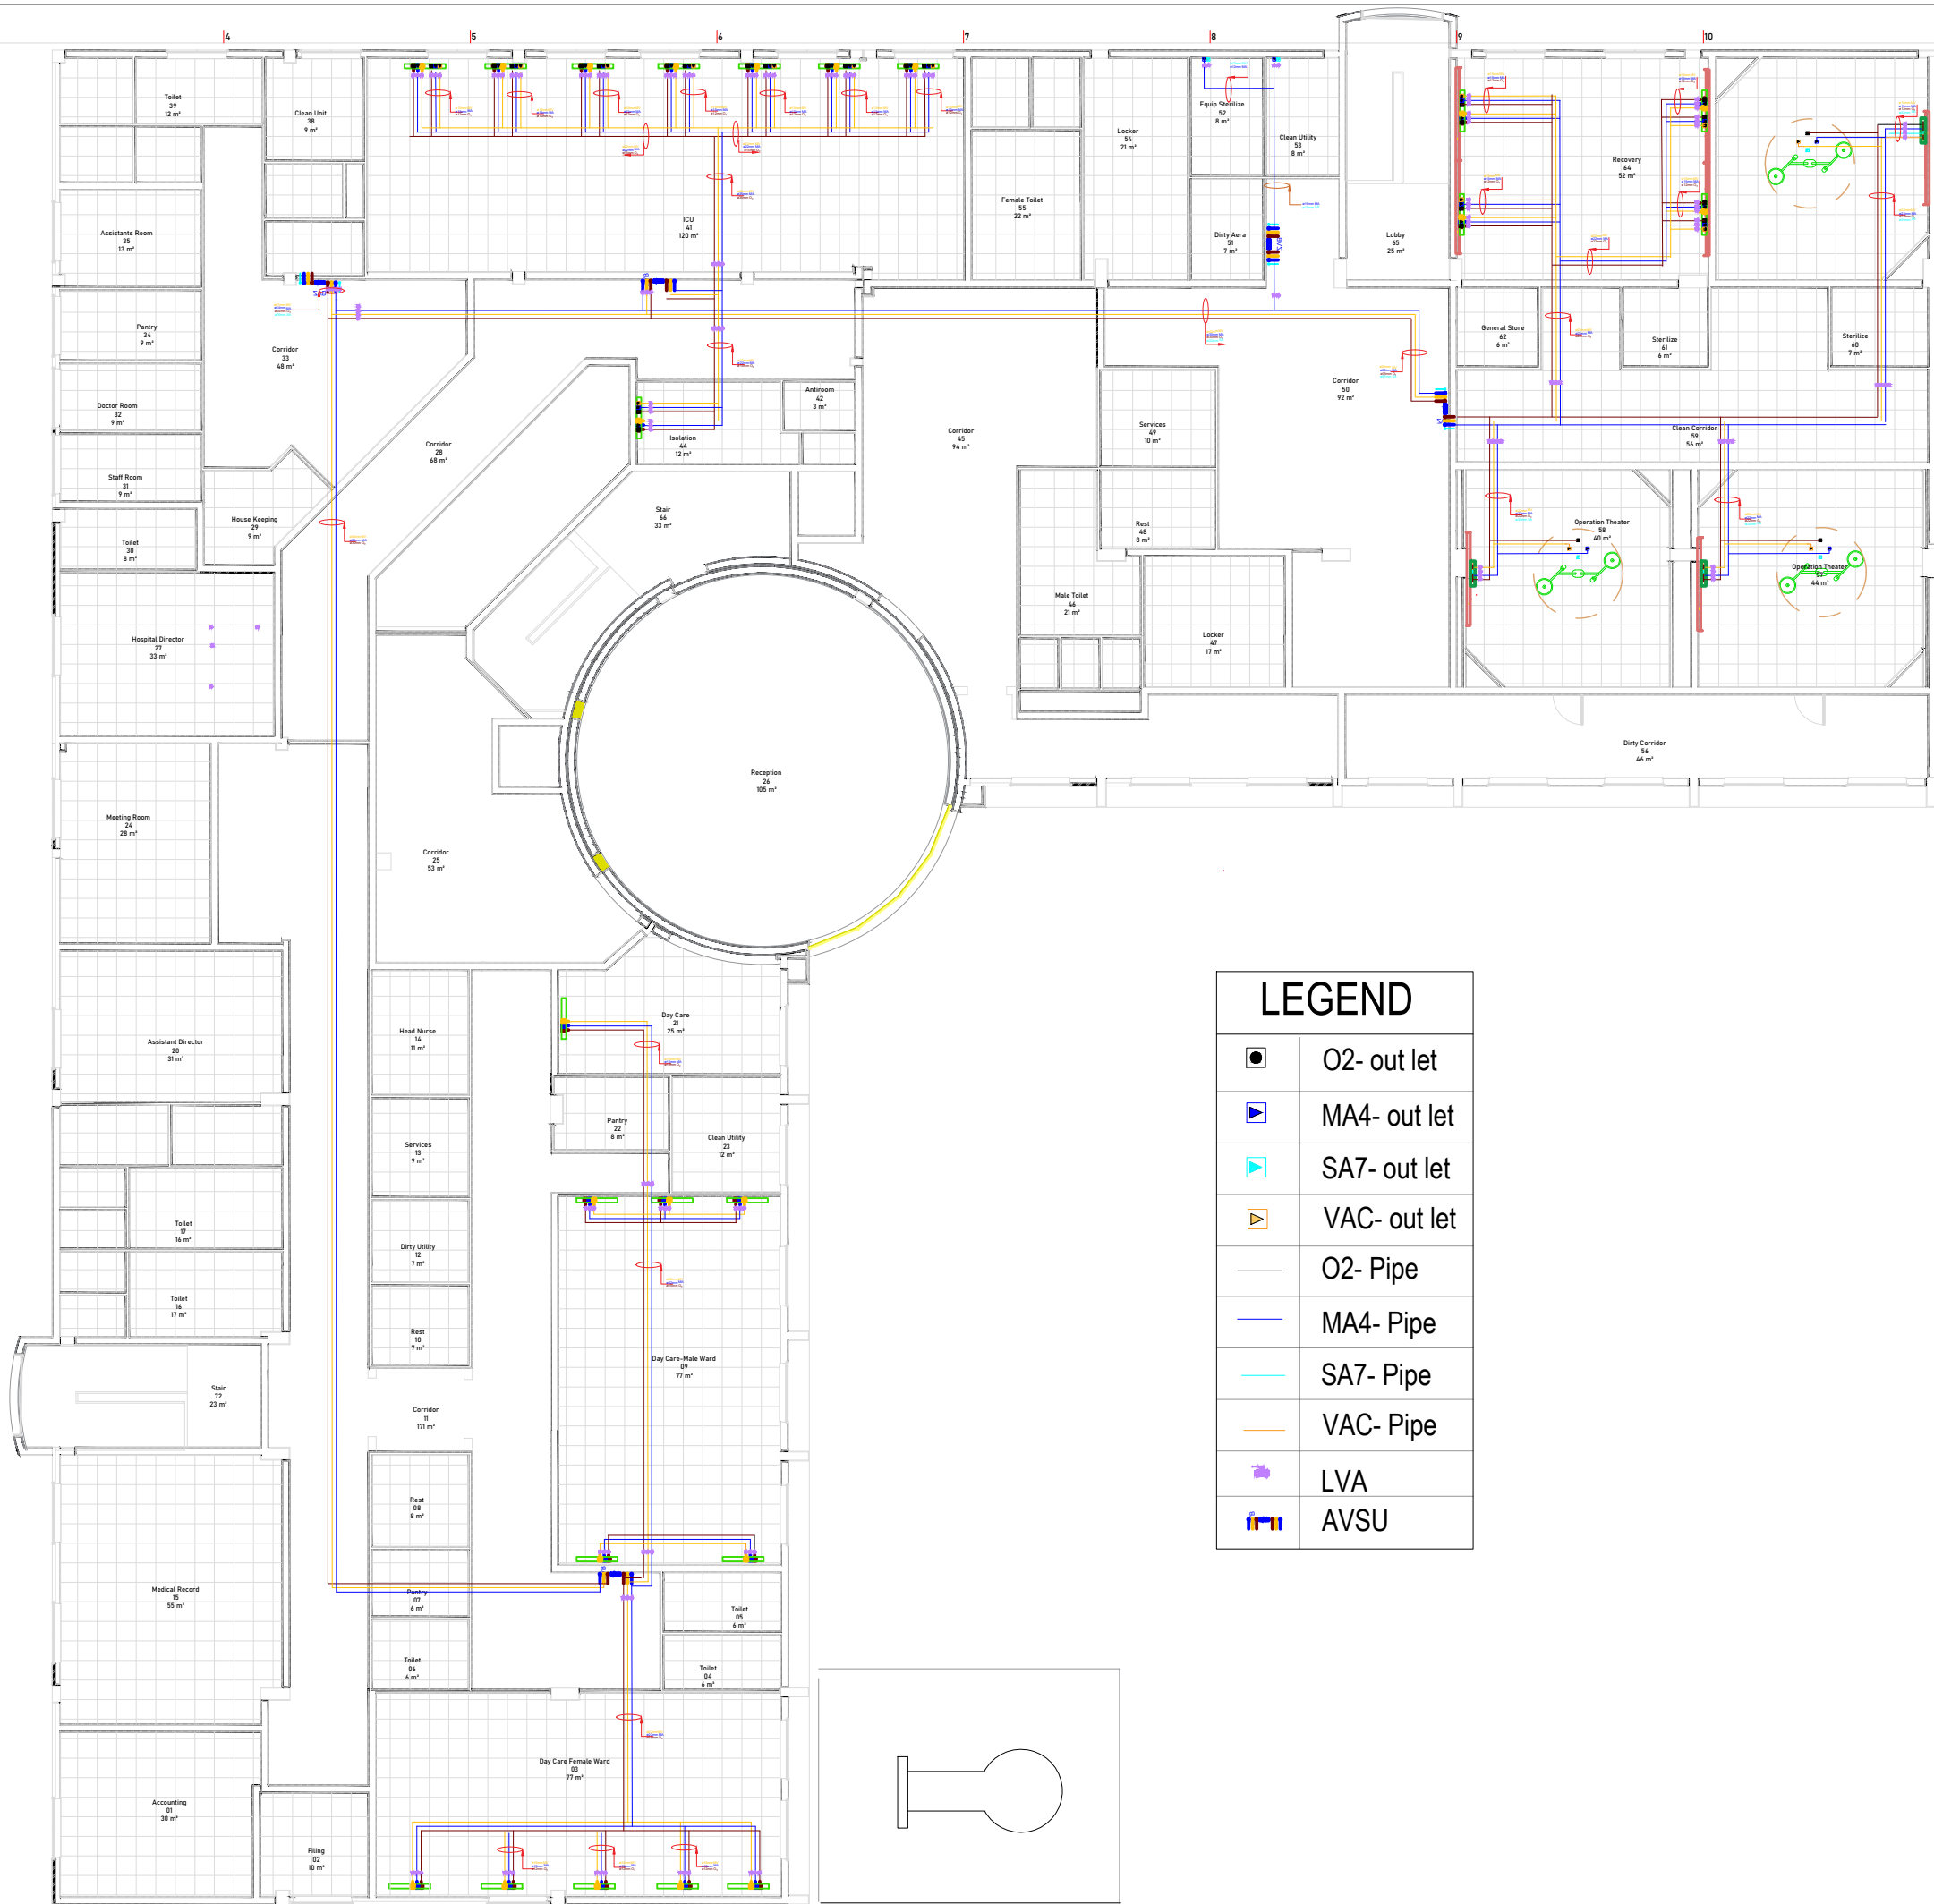 4
5
6
7
8
9
10
Toilet
39
12 m²
Clean Unit
38
9 m²
Equip Sterilize
52
8 m²
Locker
54
21 m²
Clean Utility
53
8 m²
Recovery
64
52 m²
Female Toilet
55
22 m²
ICU
41
120 m²
Assistants Room
35
13 m²
Dirty Aera
51
7 m²
Lobby
65
25 m²
Pantry
34
9 m²
Corridor
33
48 m²
General Store
62
6 m²
Sterilize
61
6 m²
Sterilize
60
7 m²
Corridor
50
92 m²
Antiroom
42
3 m²
Doctor Room
32
9 m²
Corridor
28
68 m²
Isolation
44
12 m²
Corridor
45
94 m²
Services
49
10 m²
Clean Corridor
59
56 m²
Staff Room
31
9 m²
House Keeping
29
9 m²
Stair
66
33 m²
Rest
48
8 m²
Operation Theater
58
40 m²
Toilet
30
8 m²
Operation Theater
57
44 m²
Male Toilet
46
21 m²
Hospital Director
27
33 m²
Locker
47
17 m²
Dirty Corridor
56
46 m²
Reception
26
105 m²
Meeting Room
24
28 m²
Corridor
25
53 m²
Day Care
21
25 m²
Head Nurse
14
11 m²
Assistant Director
20
31 m²
Pantry
22
8 m²
Clean Utility
23
12 m²
Services
13
9 m²
Toilet
17
16 m²
Dirty Utility
12
7 m²
Toilet
16
17 m²
Rest
10
7 m²
Day Care-Male Ward
09
77 m²
Stair
72
23 m²
Corridor
11
171 m²
Rest
08
8 m²
Medical Record
15
55 m²
Pantry
07
6 m²
Toilet
05
6 m²
Toilet
06
6 m²
Toilet
04
6 m²
Day Care Female Ward
03
77 m²
Accounting
01
30 m²
Filing
02
10 m²
LEGEND
O2- out let
MA4- out let
SA7- out let
VAC- out let
O2- Pipe
MA4- Pipe
SA7- Pipe
VAC- Pipe
LVA
AVSU